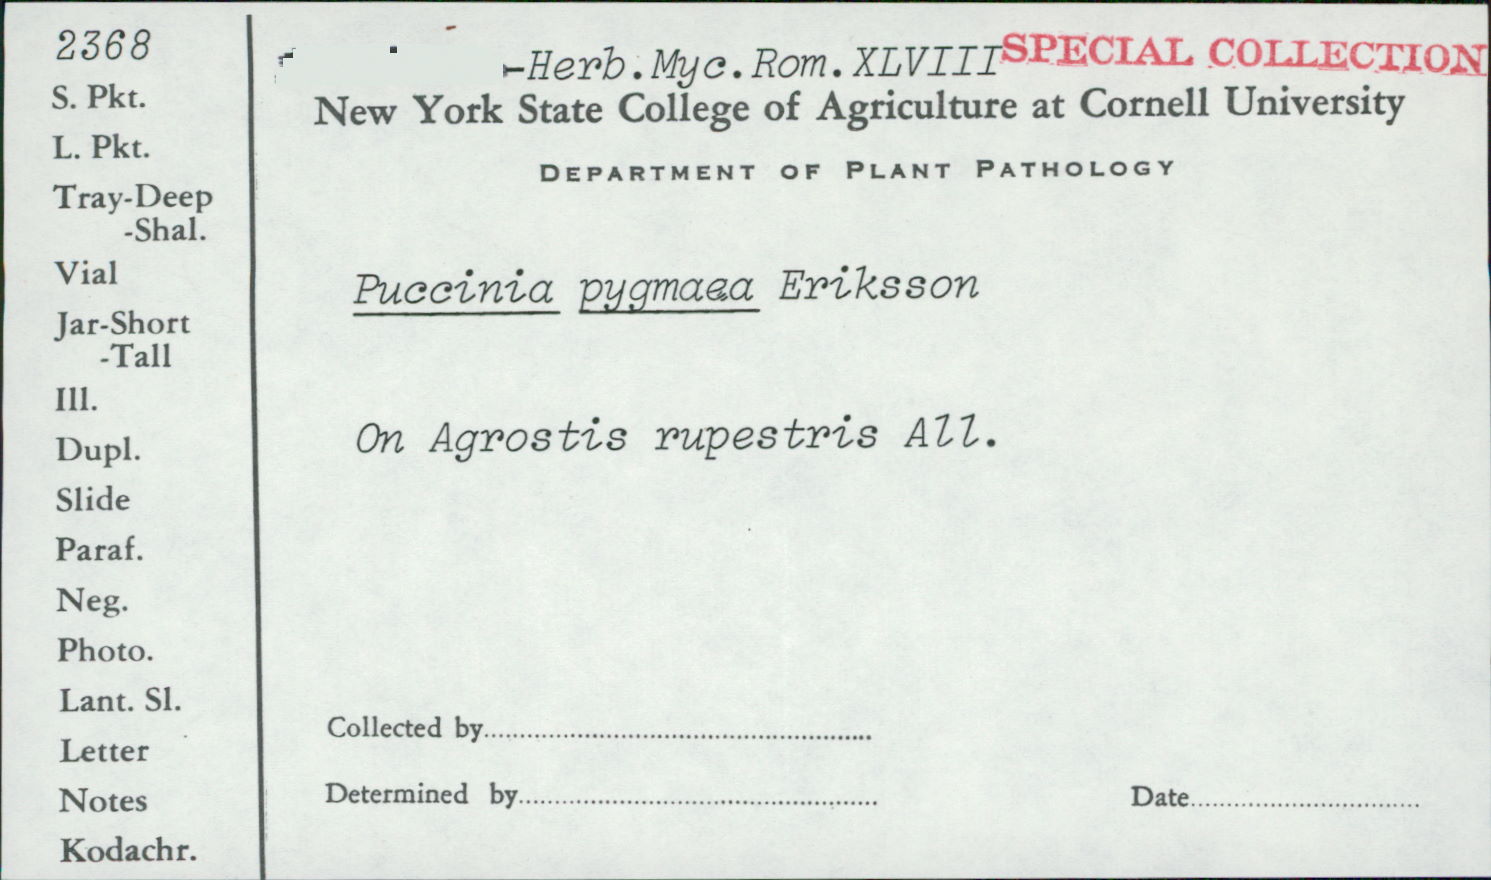 2368
S. Pkt.
L. Pkt.
Tray-Deep
-Shal.
Vial
Jar-Short
-Tall
Ill.
Dupl.
Slide
Paraf.
Neg.
Photo.
Lant. Sl.
Letter
Notes
Kodachr.
-Herb.Myc.Rom.XLVIII SPECIAL COLLECTION
New York State College of Agriculture at Cornell University
DEPARTMENT OF PLANT PATHOLOGY
Puccinia pygmaea Eriksson
On Agrostis rupestris All.
Collected by
Determined by Date